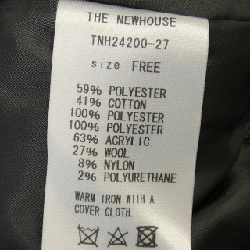 THE NEWHOUSE
TNH24200-27
size FREE
59% POLYESTER
41% COTTON
100% POLYESTER
100% POLYESTER
63% ACRYLIC
27% WOOL
8% NYLON
2% POLYURETHANE
WARM IRON WITH A
COVER CLOTH.